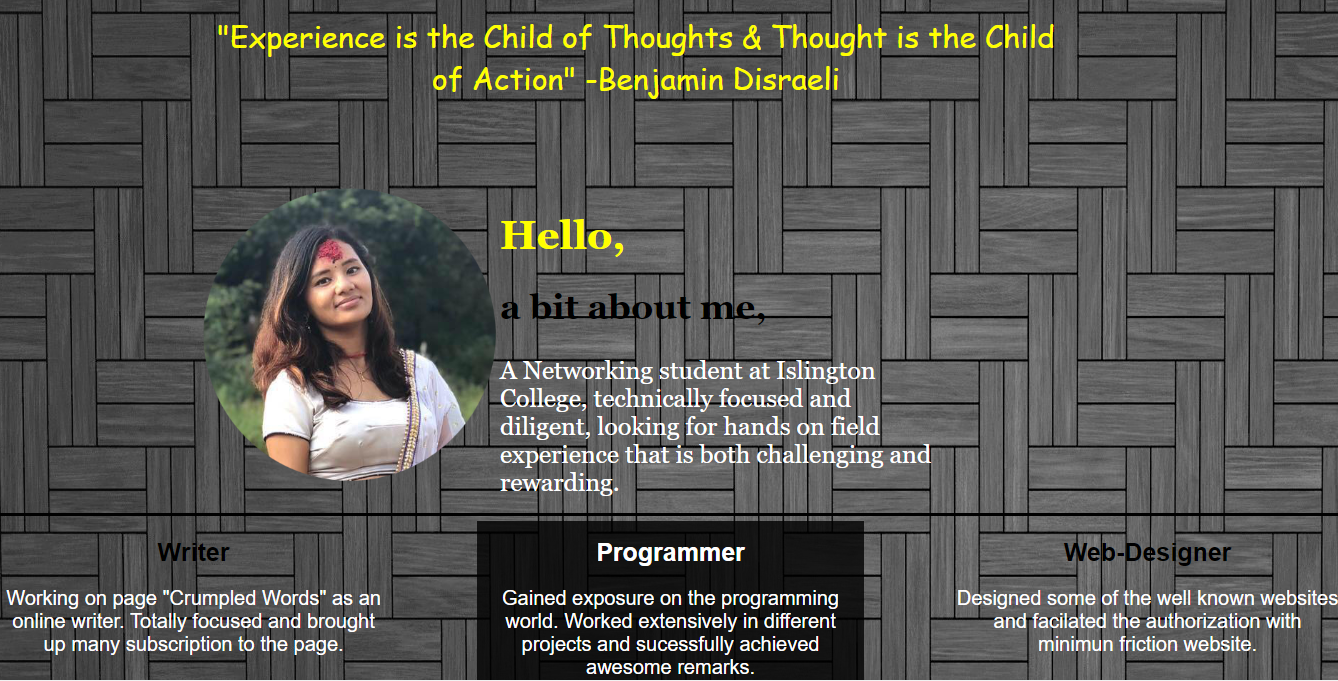 "Experience is the Child of Thoughts & Thought is the Child
of Action" -Benjamin Disraeli
Hello,
a bit about me,
A Networking student at Islington
College, technically focused and
diligent, looking for hands on field
experience that is both challenging and
rewarding.
Writer
Working on page "Crumpled Words" as an
online writer. Totally focused and brought
up many subscription to the page.
Programmer
Gained exposure on the programming
world. Worked extensively in different
projects and sucessfully achieved
awesome remarks.
Web-Designer
Designed some of the well known websites
and facilated the authorization with
minimun friction website.